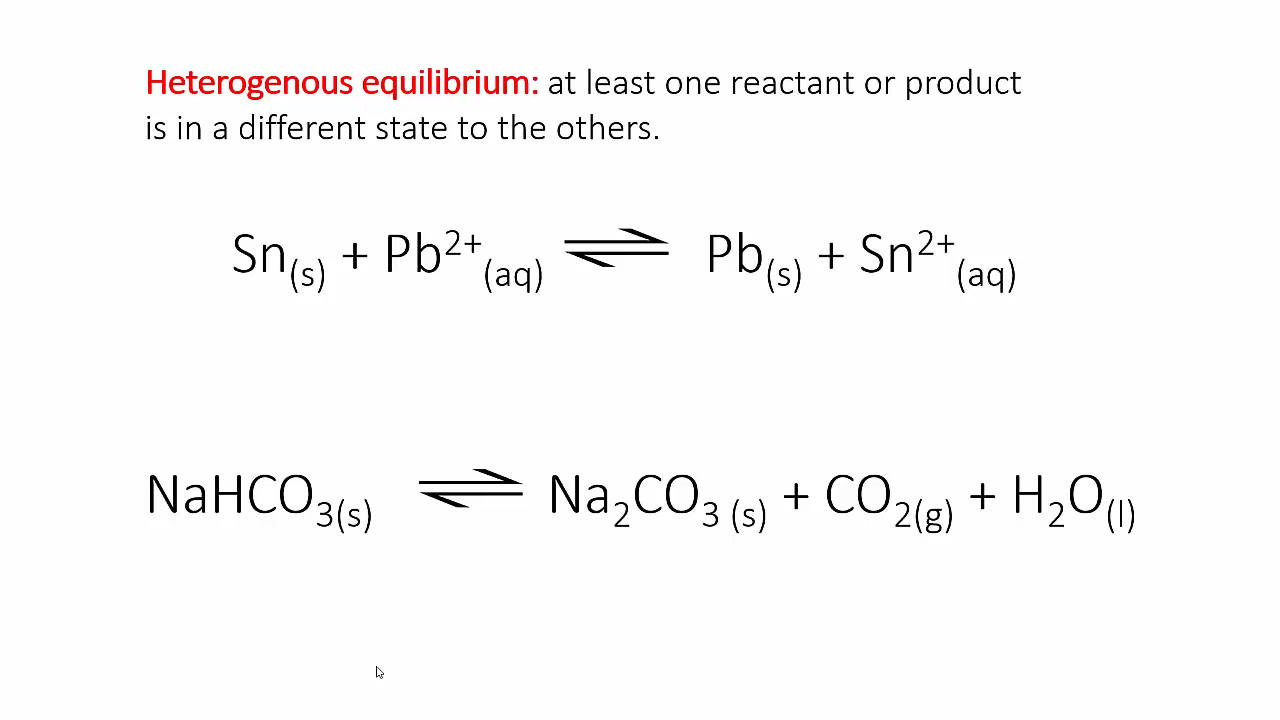 Heterogenous equilibrium: at least one reactant or product
is in a different state to the others.
Sn(s) + Pb²⁺(aq) ⇌ Pb(s) + Sn²⁺(aq)
NaHCO₃(s) ⇌ Na₂CO₃ (s) + CO₂(g) + H₂O(l)